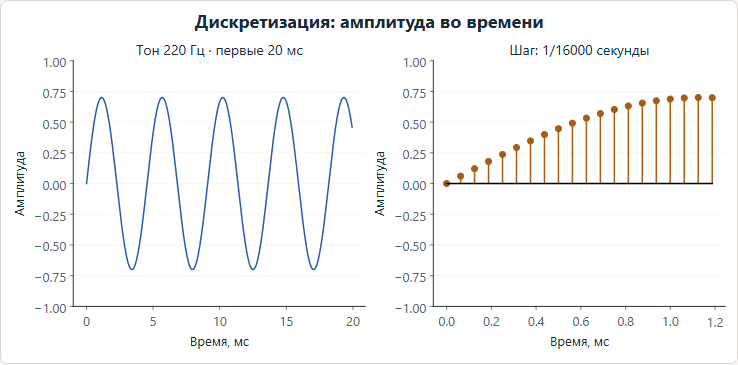 Дискретизация: амплитуда во времени
Тон 220 Гц · первые 20 мс
Амплитуда
1.00
0.75
0.50
0.25
0.00
−0.25
−0.50
−0.75
−1.00
0 5 10 15 20
Время, мс
Шаг: 1/16000 секунды
Амплитуда
1.00
0.75
0.50
0.25
0.00
−0.25
−0.50
−0.75
−1.00
0.0 0.2 0.4 0.6 0.8 1.0 1.2
Время, мс